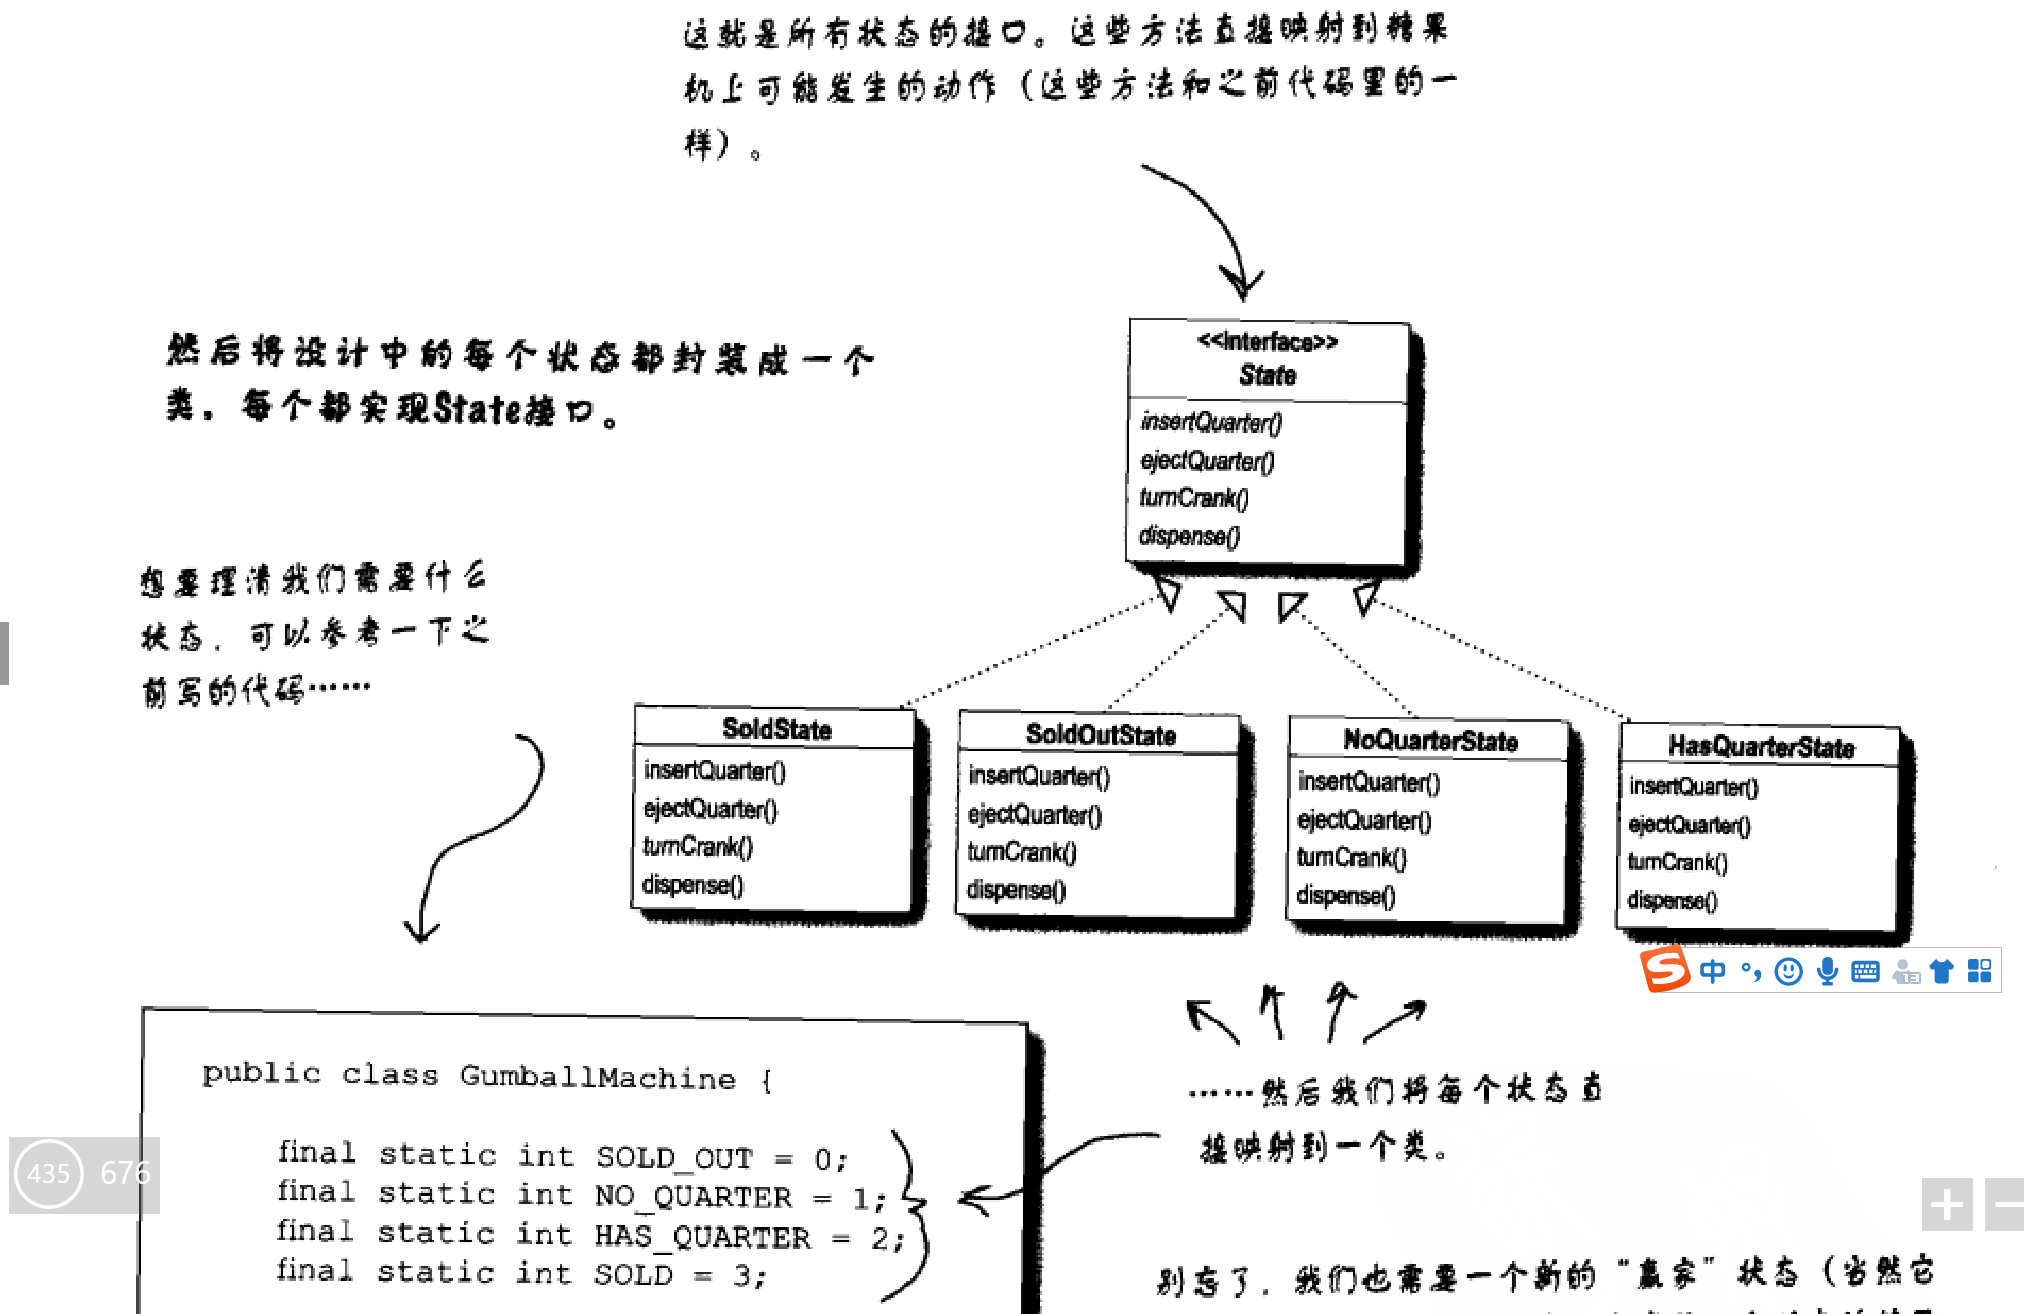 这就是所有状态的接口。这些方法直接映射到糖果
机上可能发生的动作（这些方法和之前代码里的一
样）。
然后将设计中的每个状态都封装成一个
类，每个都实现State接口。
<<interface>>
State
insertQuarter()
ejectQuarter()
turnCrank()
dispense()
想要理清我们需要什么
状态，可以参考一下之
前写的代码……
SoldState
insertQuarter()
ejectQuarter()
turnCrank()
dispense()
SoldOutState
insertQuarter()
ejectQuarter()
turnCrank()
dispense()
NoQuarterState
insertQuarter()
ejectQuarter()
turnCrank()
dispense()
HasQuarterState
insertQuarter()
ejectQuarter()
turnCrank()
dispense()
中
13
public class GumballMachine {
final static int SOLD_OUT = 0;
final static int NO_QUARTER = 1;
final static int HAS_QUARTER = 2;
final static int SOLD = 3;
……然后我们将每个状态直
接映射到一个类。
435 676
别忘了，我们也需要一个新的“赢家”状态（当然它